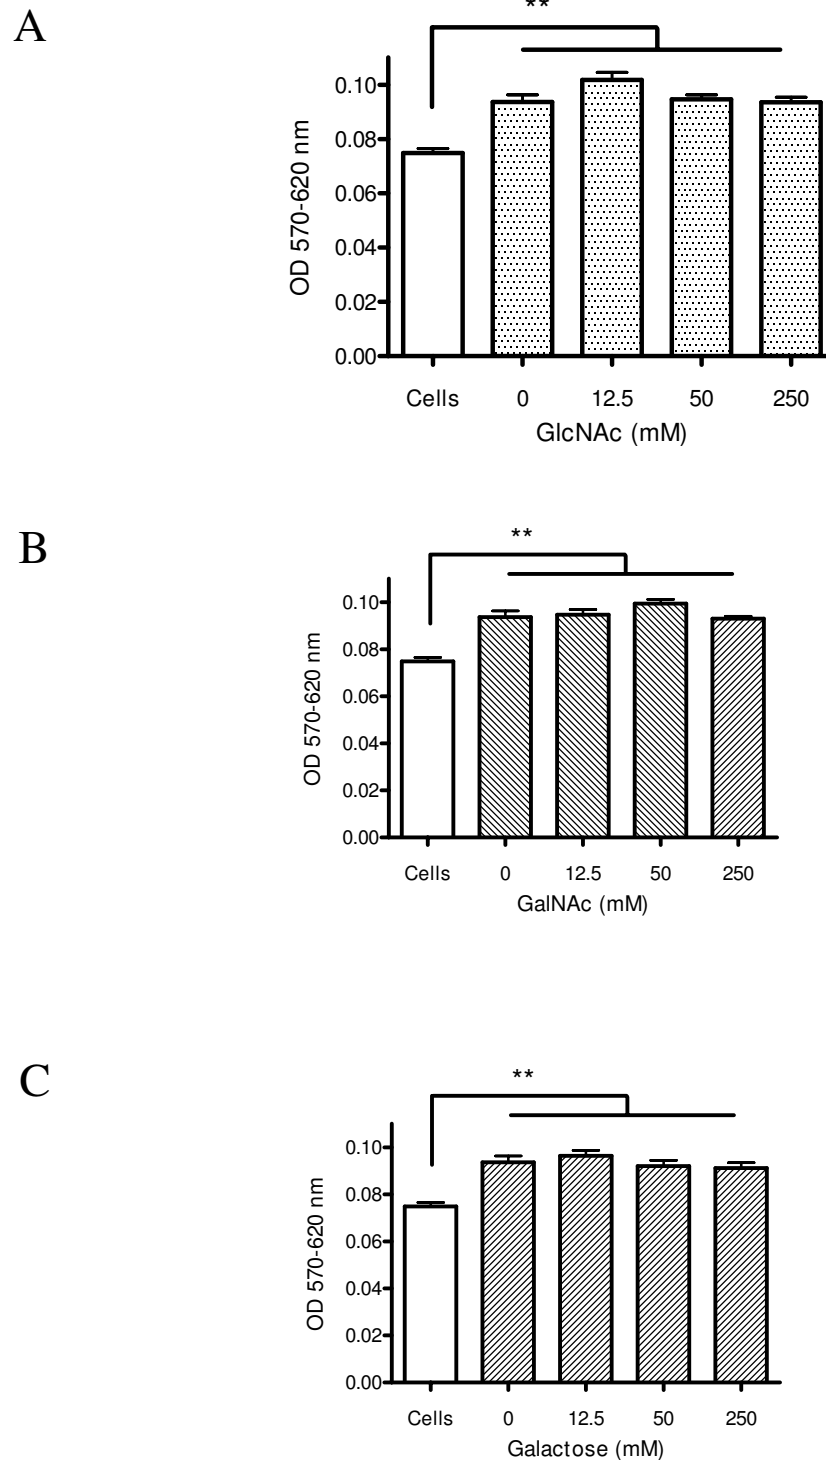 A
**
OD 570-620 nm
0.10
0.08
0.06
0.04
0.02
0.00
Cells 0 12.5 50 250
GlcNAc (mM)
B
**
OD 570-620 nm
0.10
0.08
0.06
0.04
0.02
0.00
Cells 0 12.5 50 250
GalNAc (mM)
C
**
OD 570-620 nm
0.10
0.08
0.06
0.04
0.02
0.00
Cells 0 12.5 50 250
Galactose (mM)